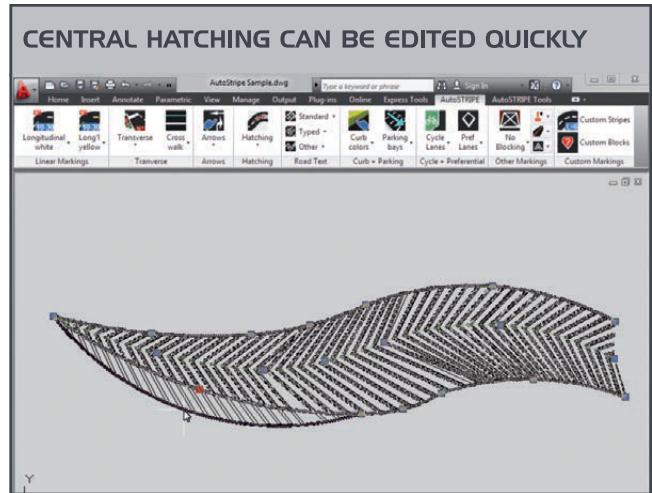 CENTRAL HATCHING CAN BE EDITED QUICKLY
AutoStripe Sample.dwg Type a keyword or phrase Sign In
Home Insert Annotate Parametric View Manage Output Plug-ins Online Express Tools AutoSTRIPE AutoSTRIPE Tools
Longitudinal white Long'l yellow Transverse Cross walk Arrows Hatching Standard Typed Other Curb colors Parking bays Cycle Lanes Pref Lanes No Blocking Custom Stripes Custom Blocks
Linear Markings Tranverse Arrows Hatching Road Text Curb + Parking Cycle + Preferential Other Markings Custom Markings
Y